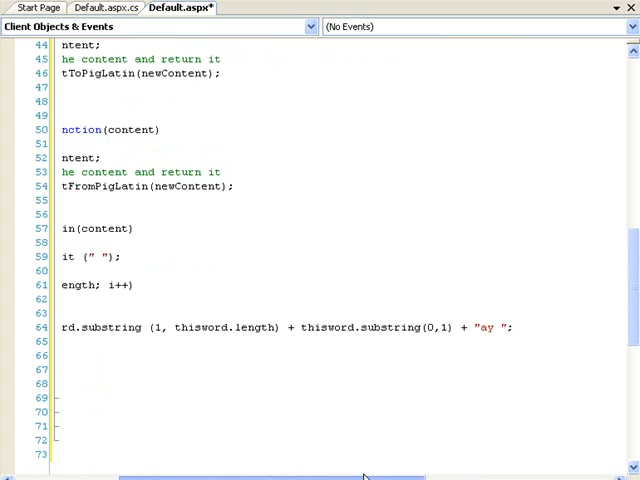 Start Page Default.aspx.cs Default.aspx*
Client Objects & Events (No Events)
44 ntent;
45 he content and return it
46 tToPigLatin(newContent);
47
48
49
50 nction(content)
51
52 ntent;
53 he content and return it
54 tFromPigLatin(newContent);
55
56
57 in(content)
58
59 it (" ");
60
61 ength; i++)
62
63
64 rd.substring (1, thisword.length) + thisword.substring(0,1) + "ay ";
65
66
67
68
69
70
71
72
73